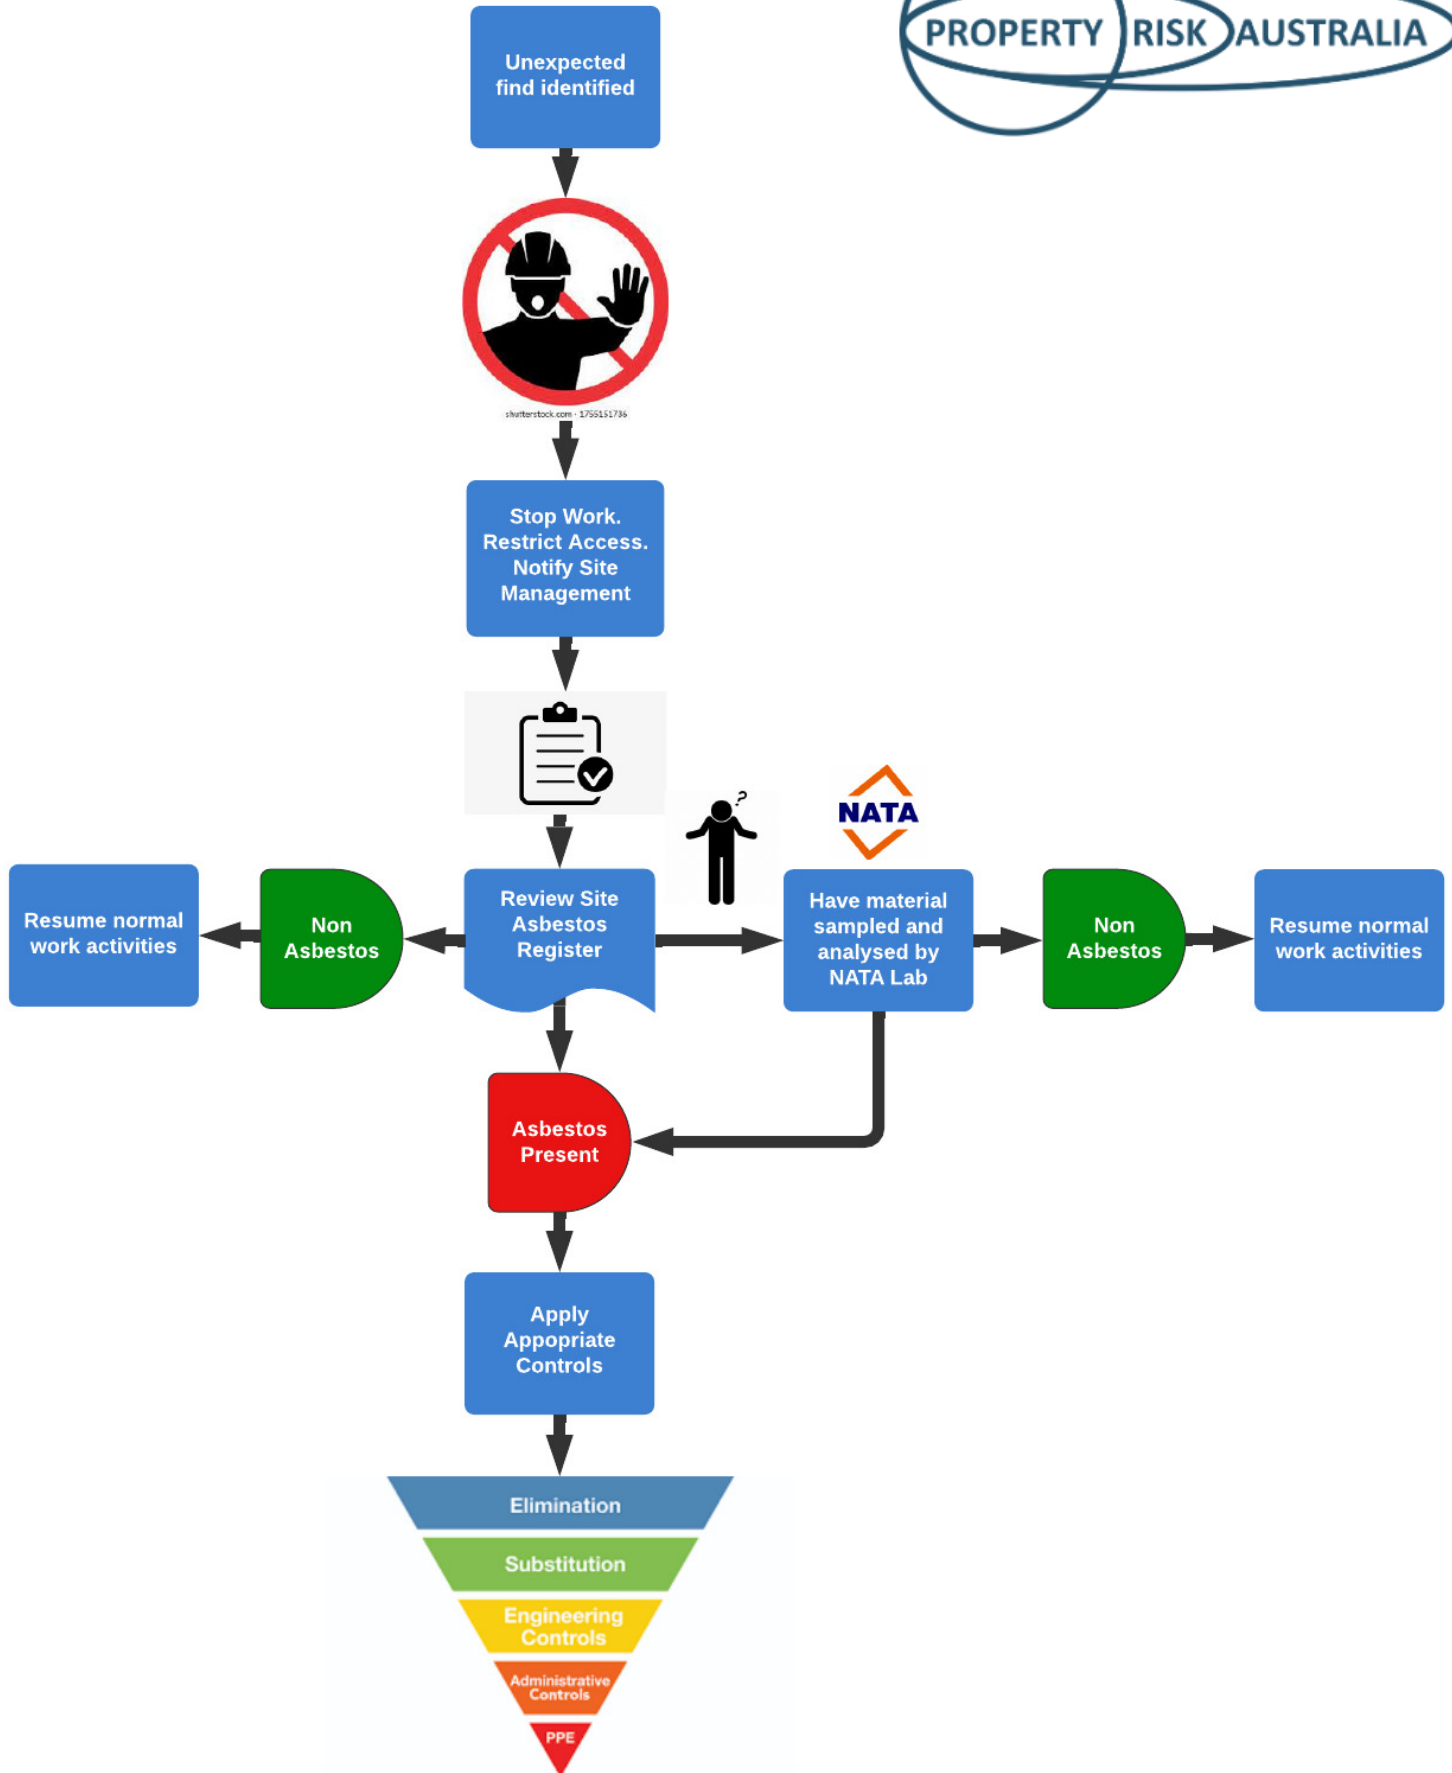 PROPERTY RISK AUSTRALIA
Unexpected
find identified
shutterstock.com · 1755151736
Stop Work.
Restrict Access.
Notify Site
Management
?
NATA
Resume normal
work activities
Non
Asbestos
Review Site
Asbestos
Register
Have material
sampled and
analysed by
NATA Lab
Non
Asbestos
Resume normal
work activities
Asbestos
Present
Apply
Appopriate
Controls
Elimination
Substitution
Engineering
Controls
Administrative
Controls
PPE